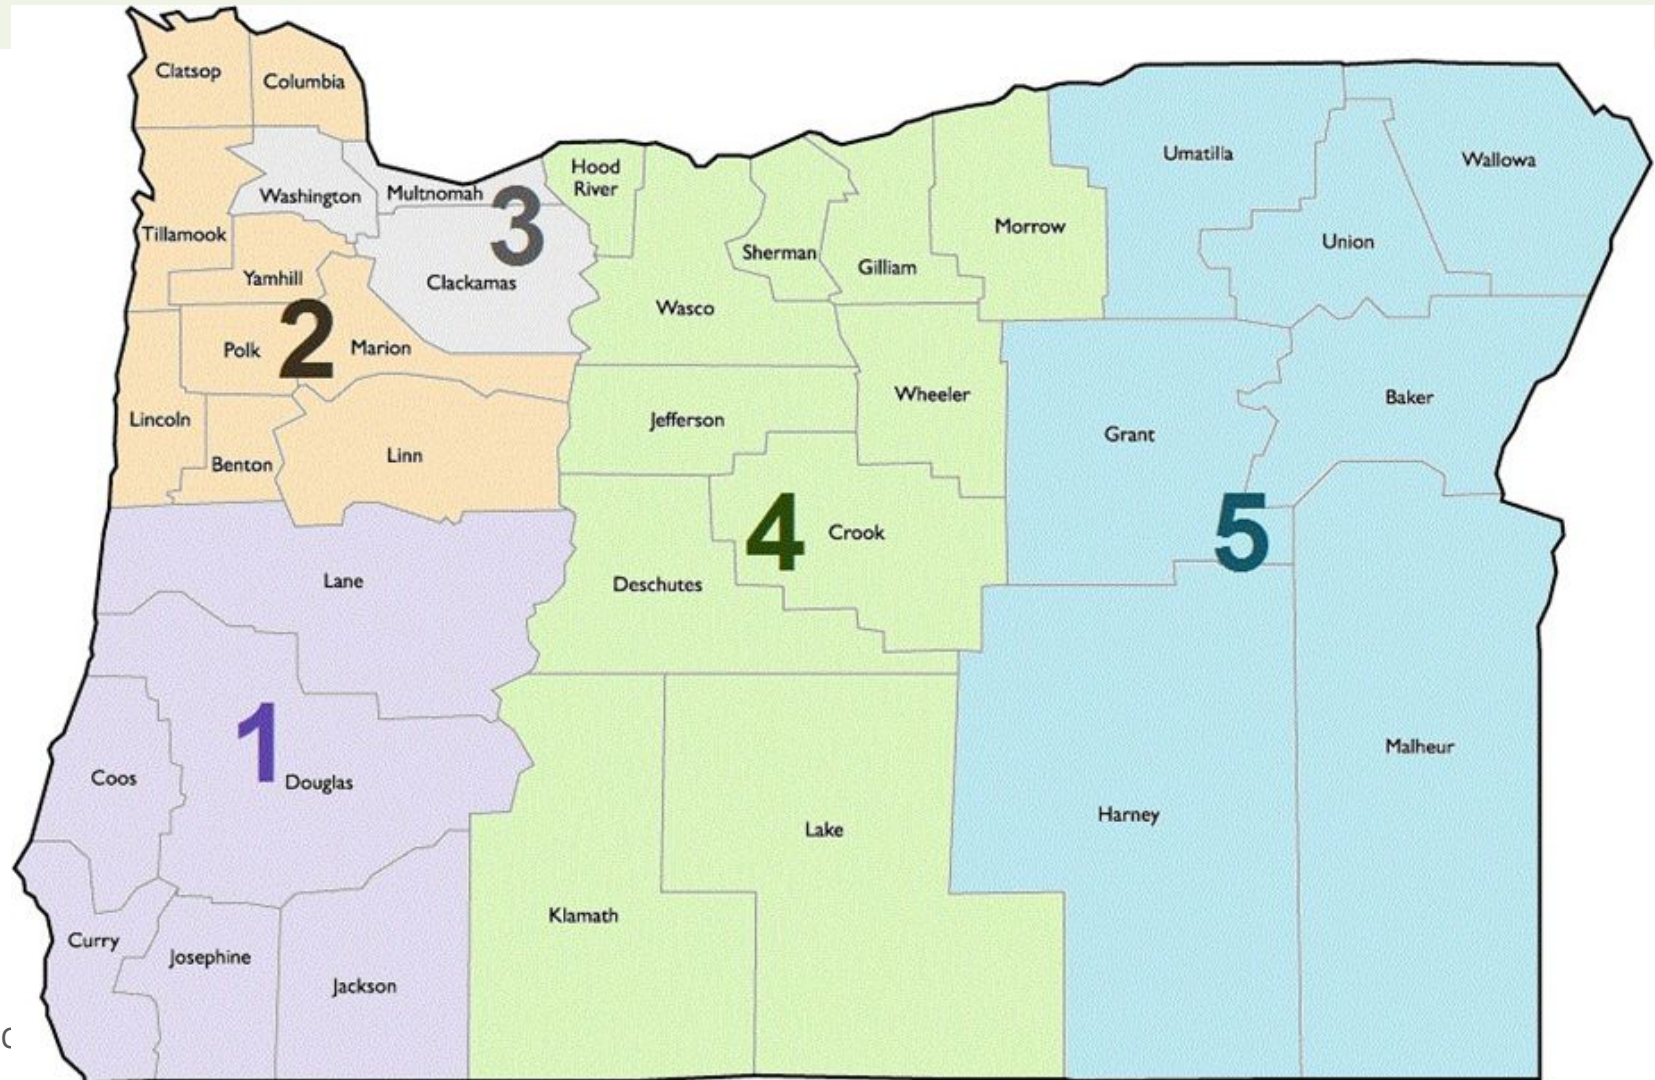 Clatsop
Columbia
Washington
Multnomah
Hood
River
Umatilla
Wallowa
Tillamook
3
Morrow
Union
Yamhill
Clackamas
Sherman
Gilliam
Wasco
2
Polk
Marion
Wheeler
Baker
Lincoln
Jefferson
Grant
Benton
Linn
4
Crook
5
Lane
Deschutes
1
Coos
Douglas
Malheur
Lake
Harney
Klamath
Curry
Josephine
Jackson